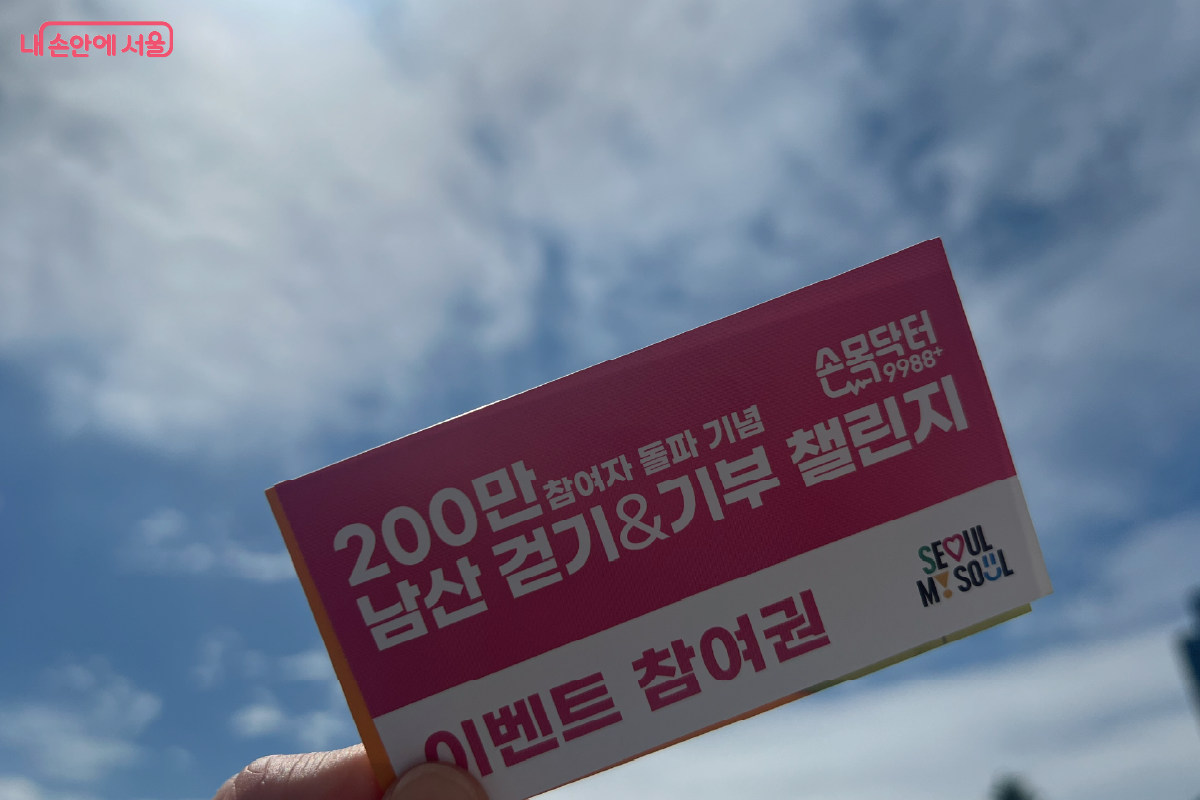 내 손안에 서울
손목닥터
9988+
200만 참여자 돌파 기념
남산 걷기&기부 챌린지
이벤트 참여권
SEOUL
MY SOUL